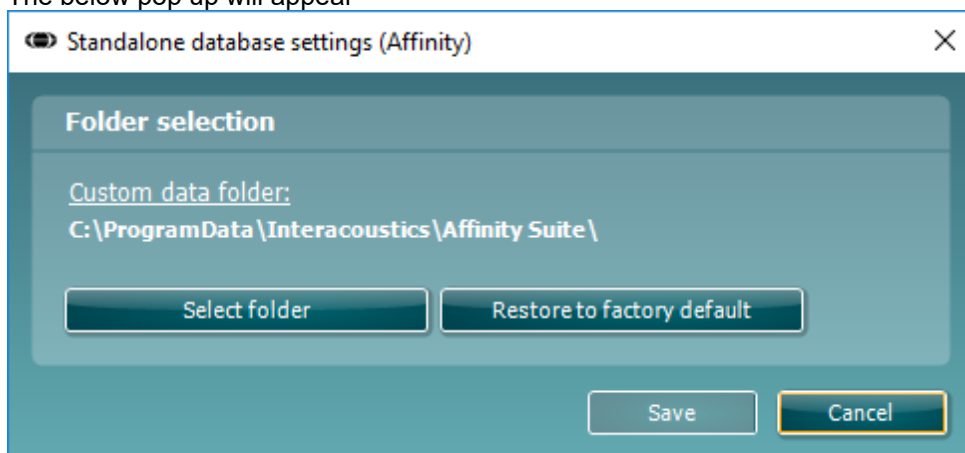 The below pop up will appear
Standalone database settings (Affinity)
Folder selection
Custom data folder:
C:\ProgramData\Interacoustics\Affinity Suite\
Select folder
Restore to factory default
Save
Cancel